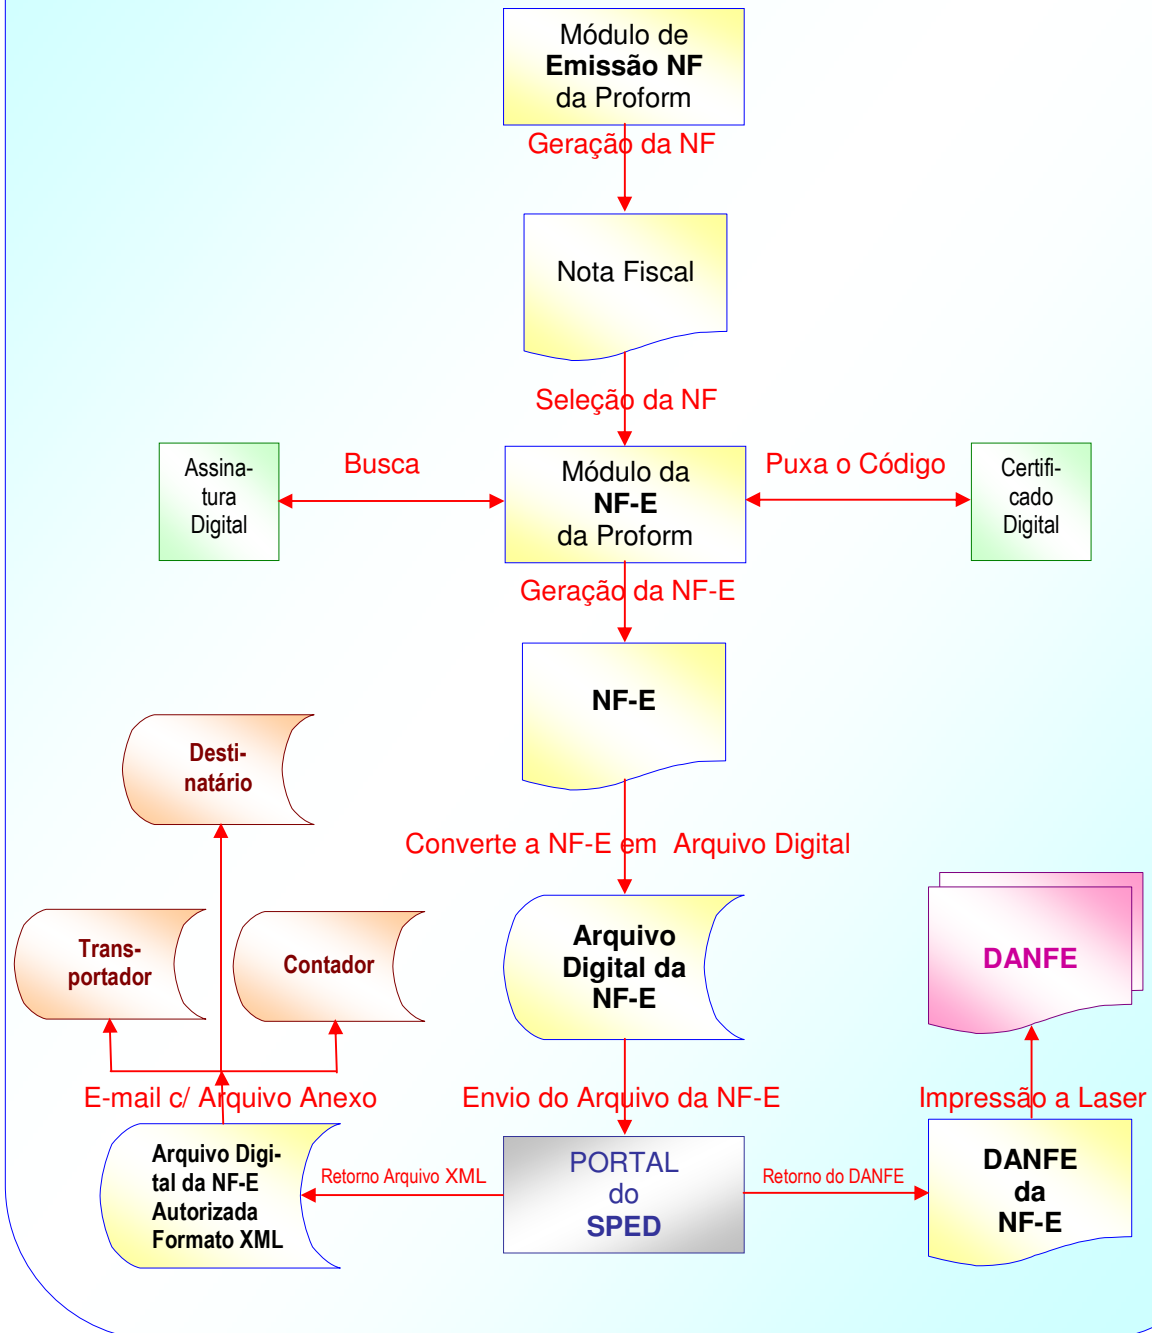 Módulo de
Emissão NF
da Proform
Geração da NF
Nota Fiscal
Seleção da NF
Assina-
tura
Digital
Busca
Módulo da
NF-E
da Proform
Puxa o Código
Certifi-
cado
Digital
Geração da NF-E
NF-E
Desti-
natário
Converte a NF-E em Arquivo Digital
Trans-
portador
Contador
Arquivo
Digital da
NF-E
DANFE
E-mail c/ Arquivo Anexo
Envio do Arquivo da NF-E
Impressão a Laser
Arquivo Digi-
tal da NF-E
Autorizada
Formato XML
Retorno Arquivo XML
PORTAL
do
SPED
Retorno do DANFE
DANFE
da
NF-E